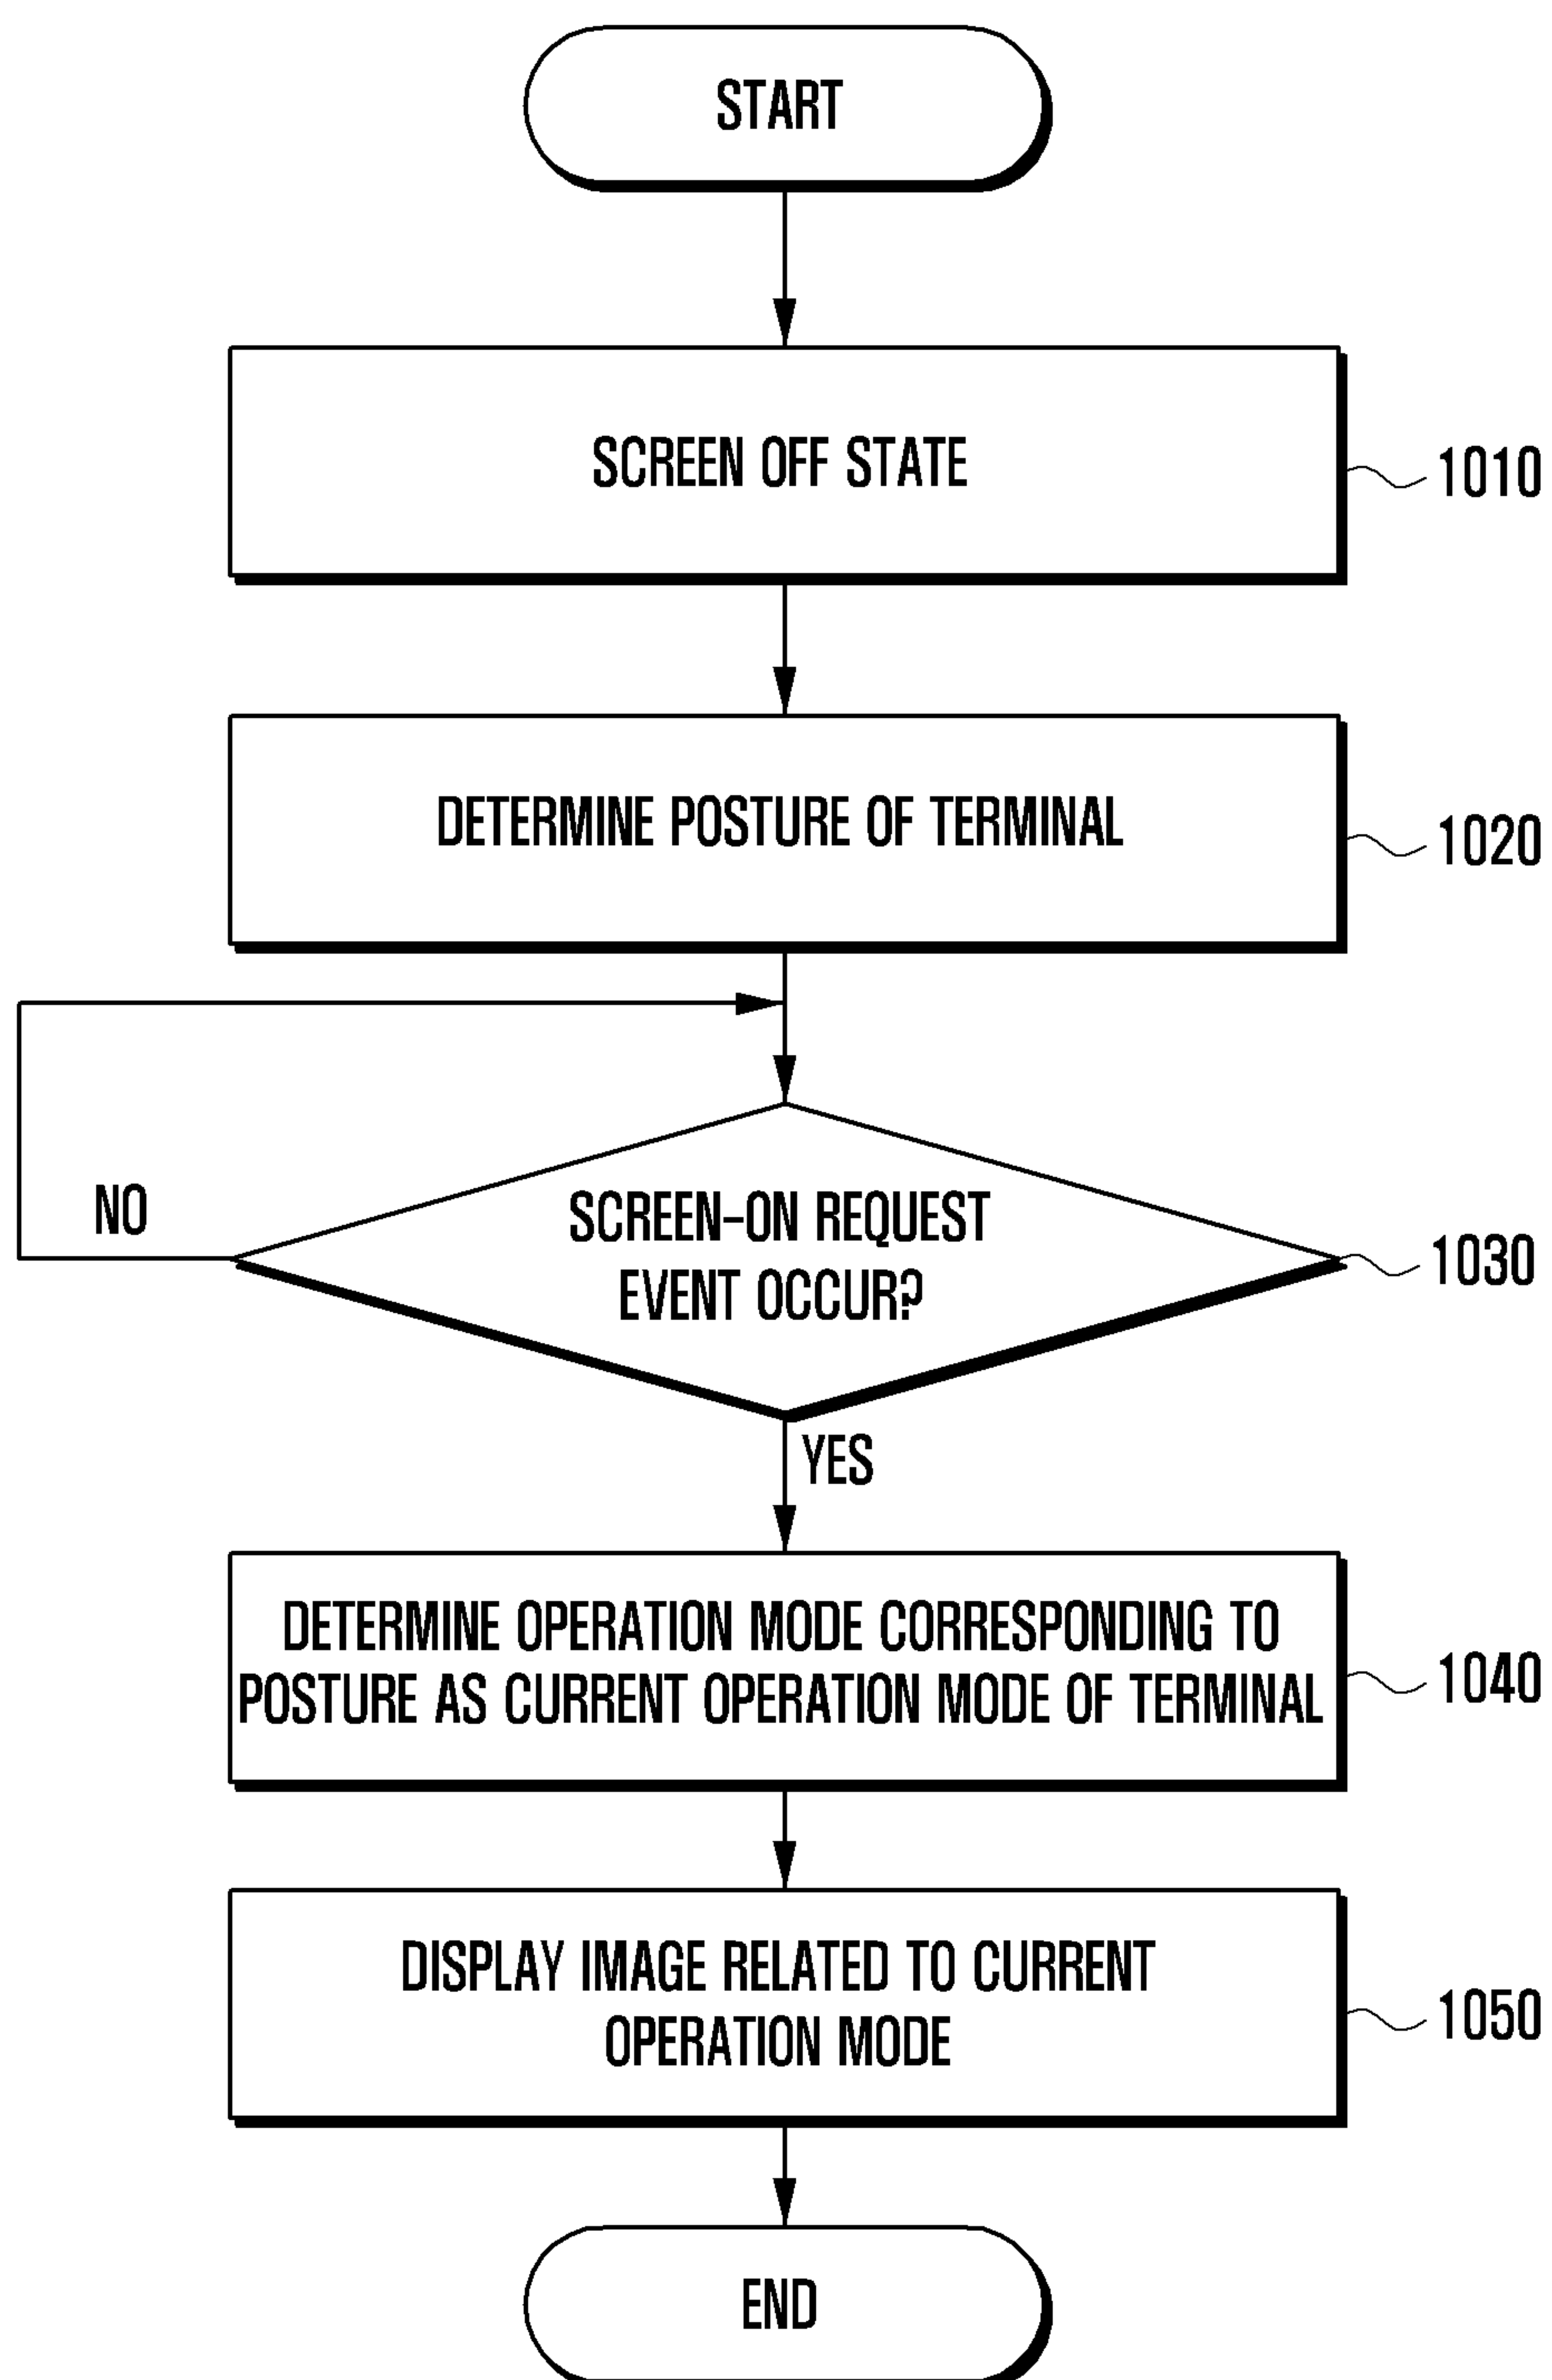 START
SCREEN OFF STATE
1010
DETERMINE POSTURE OF TERMINAL
1020
NO
SCREEN-ON REQUEST
EVENT OCCUR?
1030
YES
DETERMINE OPERATION MODE CORRESPONDING TO
POSTURE AS CURRENT OPERATION MODE OF TERMINAL
1040
DISPLAY IMAGE RELATED TO CURRENT
OPERATION MODE
1050
END